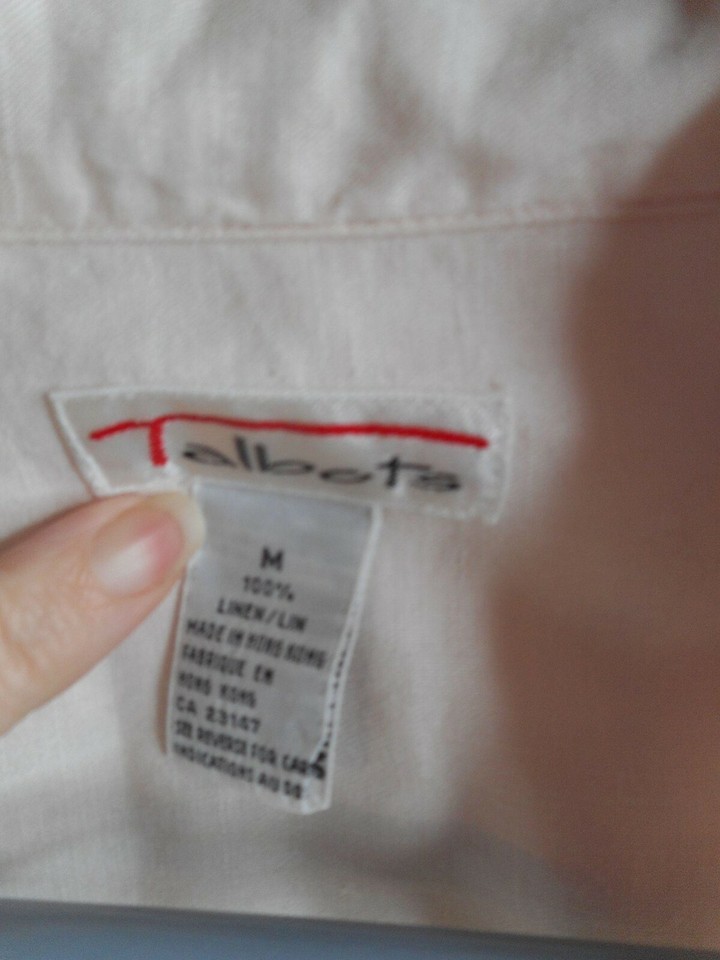 Talbots
M
100%
LINEN/LIN
MADE IN HONG KONG
FABRIQUE EN
HONG KONG
CA 23167
SEE REVERSE FOR CARE
INDICATIONS AU DOS